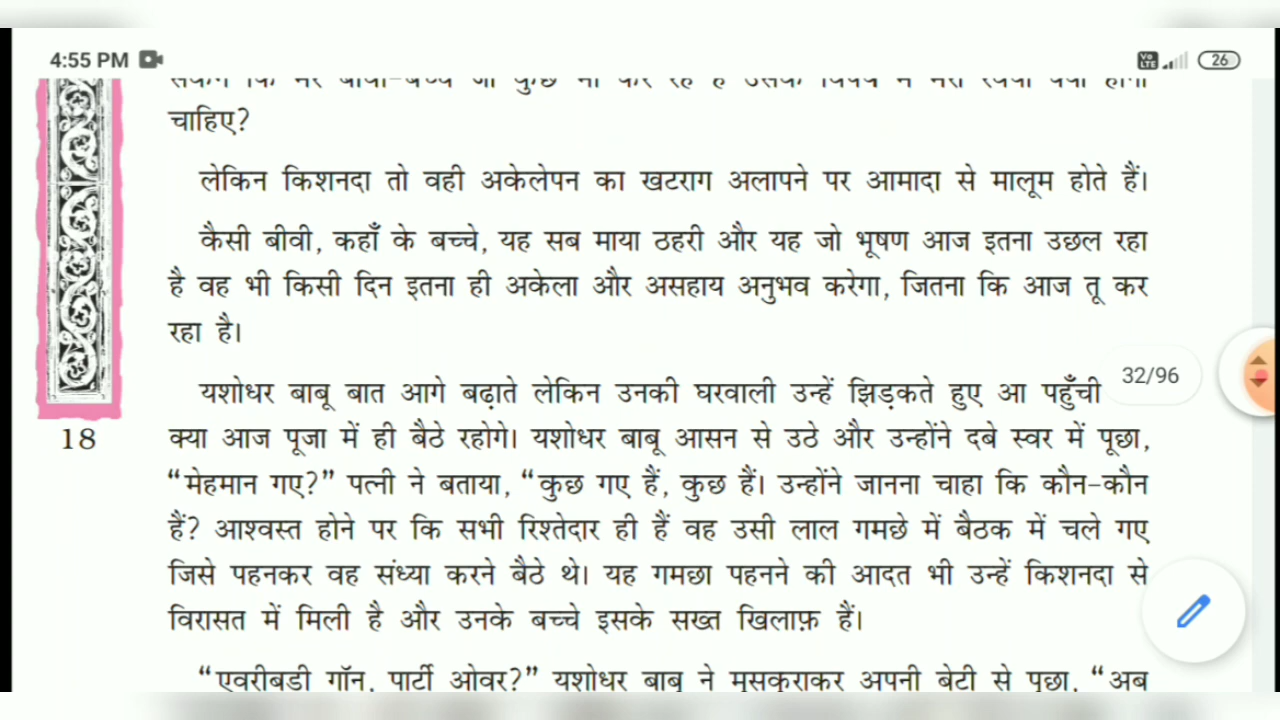 4:55 PM
Vo LTE
26
चाहिए?
लेकिन किशनदा तो वही अकेलेपन का खटराग अलापने पर आमादा से मालूम होते हैं।
कैसी बीवी, कहाँ के बच्चे, यह सब माया ठहरी और यह जो भूषण आज इतना उछल रहा
है वह भी किसी दिन इतना ही अकेला और असहाय अनुभव करेगा, जितना कि आज तू कर
रहा है।
यशोधर बाबू बात आगे बढ़ाते लेकिन उनकी घरवाली उन्हें झिड़कते हुए आ पहुँची
32/96
18
क्या आज पूजा में ही बैठे रहोगे। यशोधर बाबू आसन से उठे और उन्होंने दबे स्वर में पूछा,
“मेहमान गए?” पत्नी ने बताया, “कुछ गए हैं, कुछ हैं। उन्होंने जानना चाहा कि कौन-कौन
हैं? आश्वस्त होने पर कि सभी रिश्तेदार ही हैं वह उसी लाल गमछे में बैठक में चले गए
जिसे पहनकर वह संध्या करने बैठे थे। यह गमछा पहनने की आदत भी उन्हें किशनदा से
विरासत में मिली है और उनके बच्चे इसके सख्त खिलाफ़ हैं।
“एवरीबडी गॉन, पार्टी ओवर?” यशोधर बाबू ने मुसकुराकर अपनी बेटी से पूछा, “अब